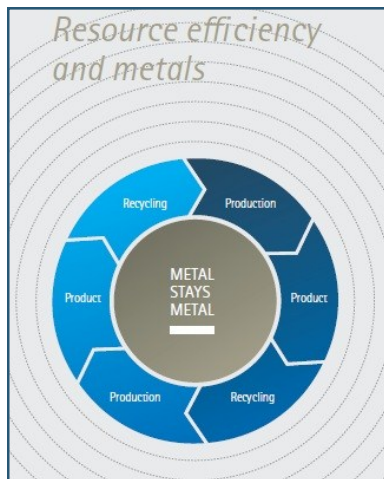 Resource efficiency
and metals
Recycling
Production
Product
METAL
STAYS
METAL
Product
Production
Recycling